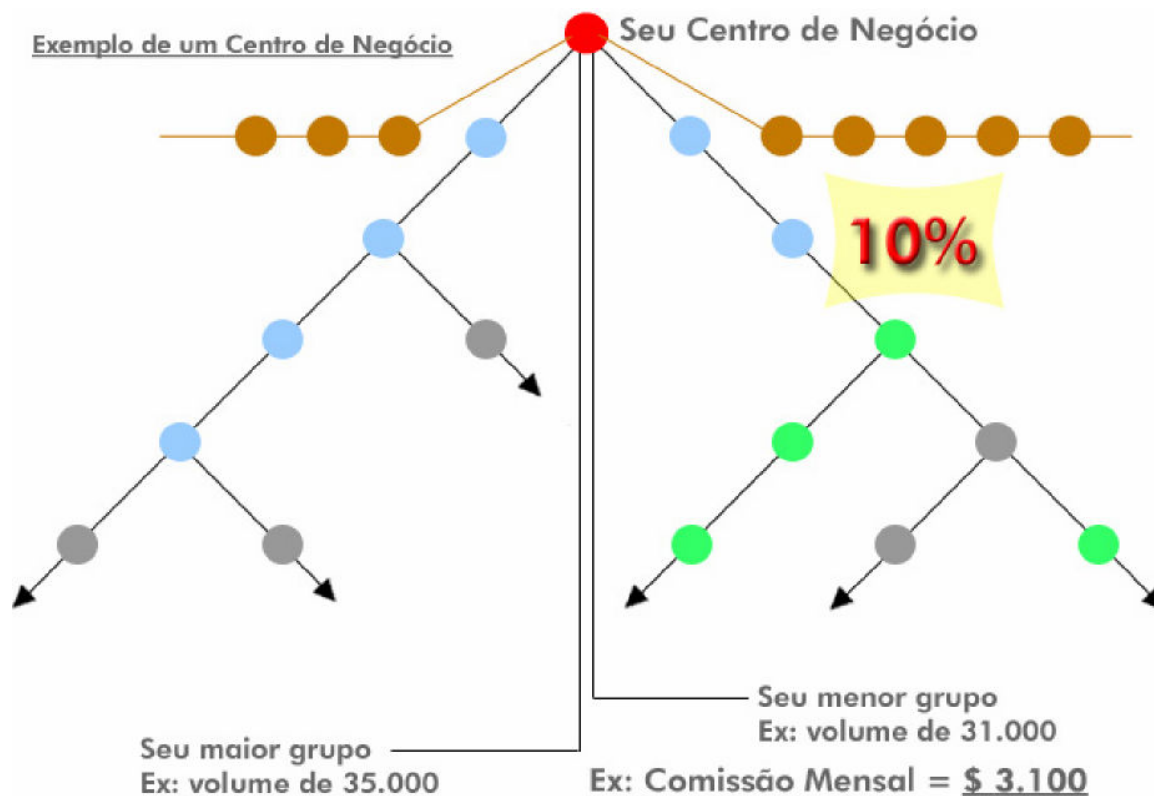 Exemplo de um Centro de Negócio
Seu Centro de Negócio
10%
Seu menor grupo
Ex: volume de 31.000
Seu maior grupo
Ex: volume de 35.000
Ex: Comissão Mensal = $ 3.100